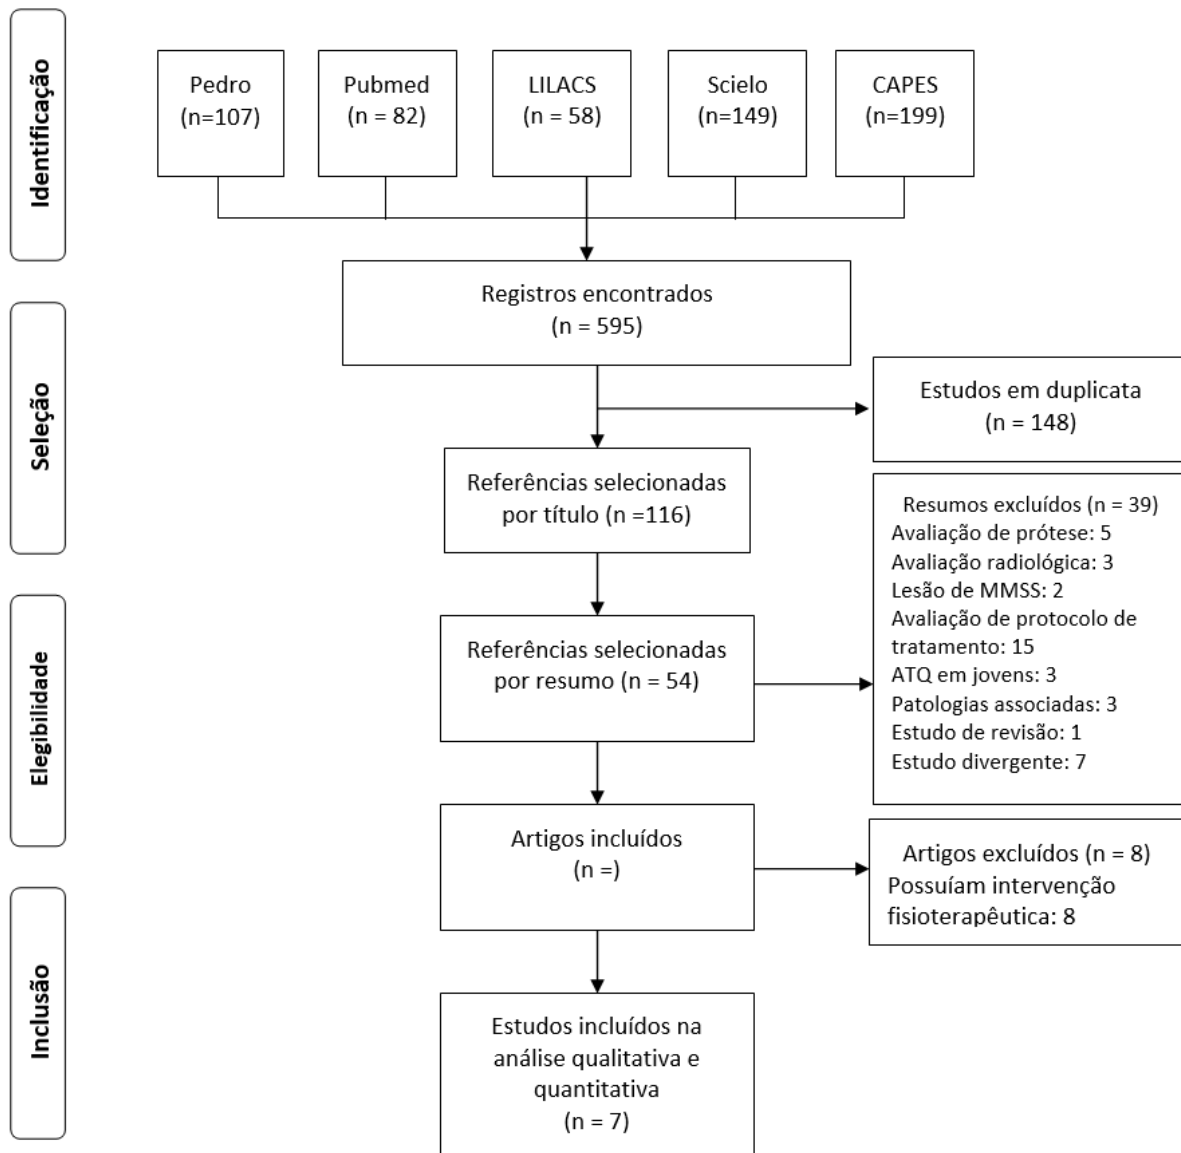 Identificação
Pedro
(n=107)
Pubmed
(n = 82)
LILACS
(n = 58)
Scielo
(n=149)
CAPES
(n=199)
Registros encontrados
(n = 595)
Seleção
Estudos em duplicata
(n = 148)
Referências selecionadas
por título (n =116)
Resumos excluídos (n = 39)
Avaliação de prótese: 5
Avaliação radiológica: 3
Lesão de MMSS: 2
Avaliação de protocolo de
tratamento: 15
ATQ em jovens: 3
Patologias associadas: 3
Estudo de revisão: 1
Estudo divergente: 7
Elegibilidade
Referências selecionadas
por resumo (n = 54)
Artigos incluídos
(n =)
Artigos excluídos (n = 8)
Possuíam intervenção
fisioterapêutica: 8
Inclusão
Estudos incluídos na
análise qualitativa e
quantitativa
(n = 7)